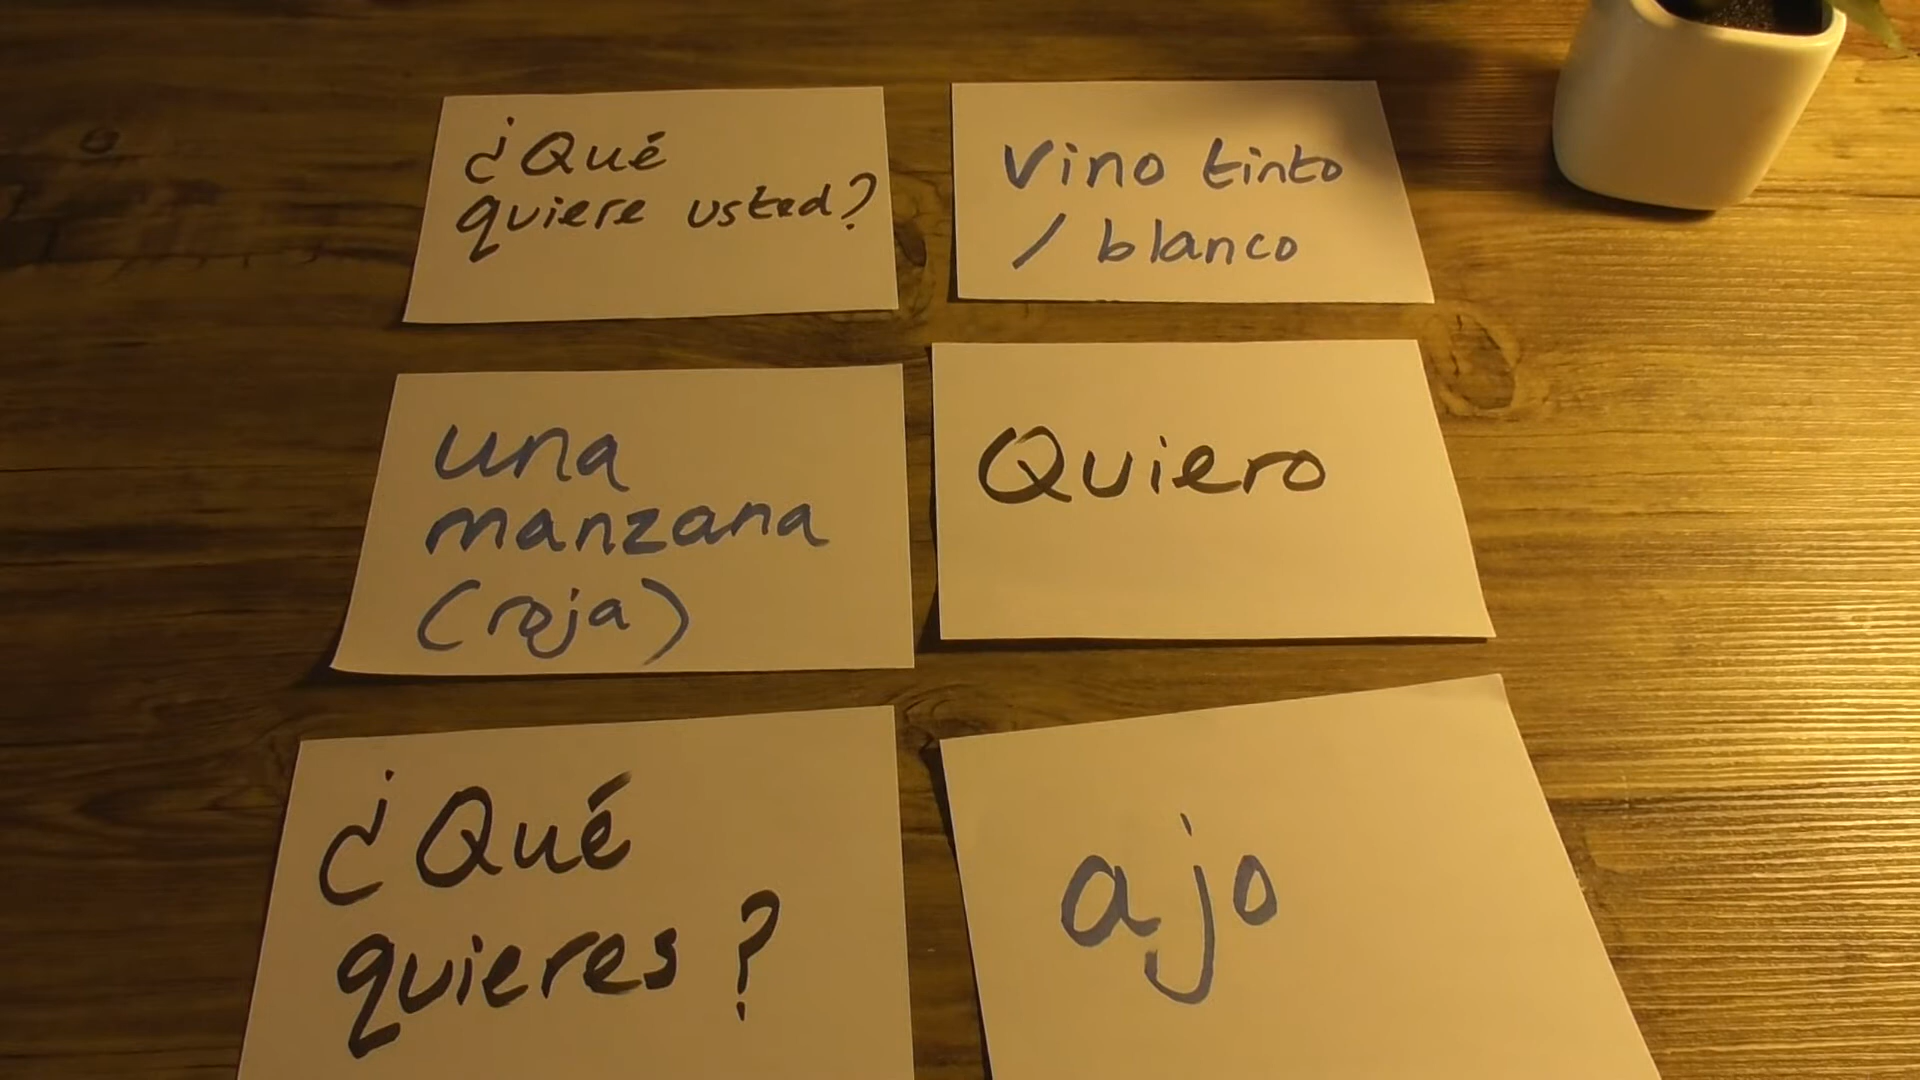 ¿Qué
quiere usted?
vino tinto
/ blanco
una
manzana
(roja)
Quiero
¿Qué
quieres?
ajo